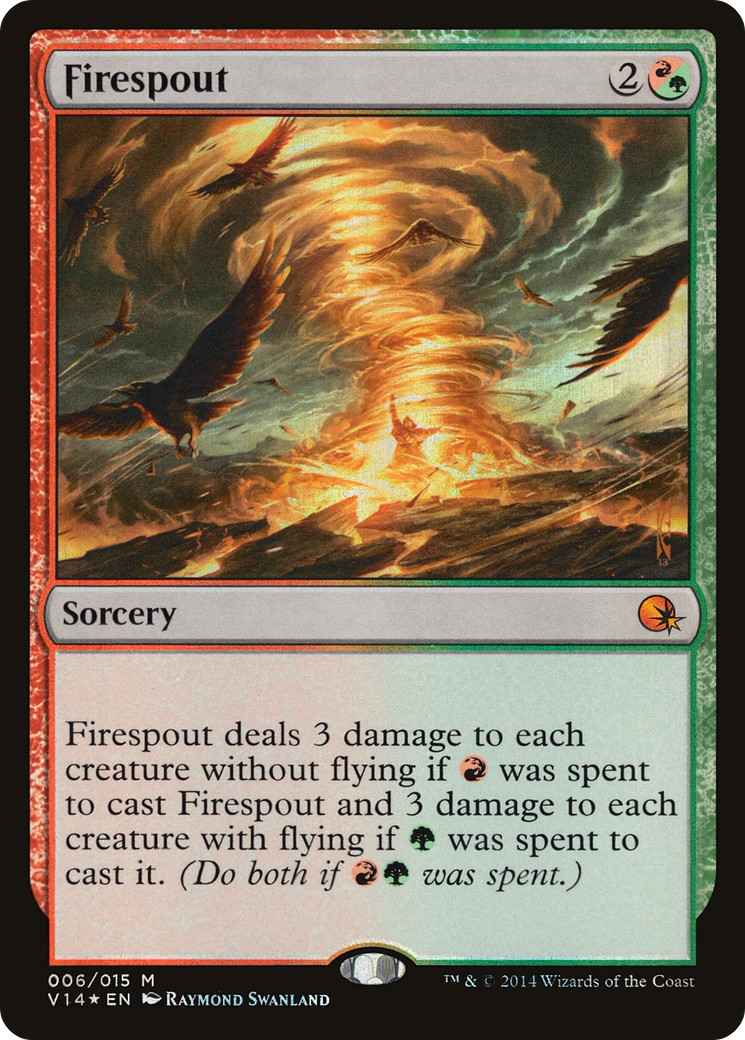 Firespout 2
Sorcery
Firespout deals 3 damage to each
creature without flying if was spent
to cast Firespout and 3 damage to each
creature with flying if was spent to
cast it. (Do both if was spent.)
006/015 M
V14★EN Raymond Swanland
™ & © 2014 Wizards of the Coast